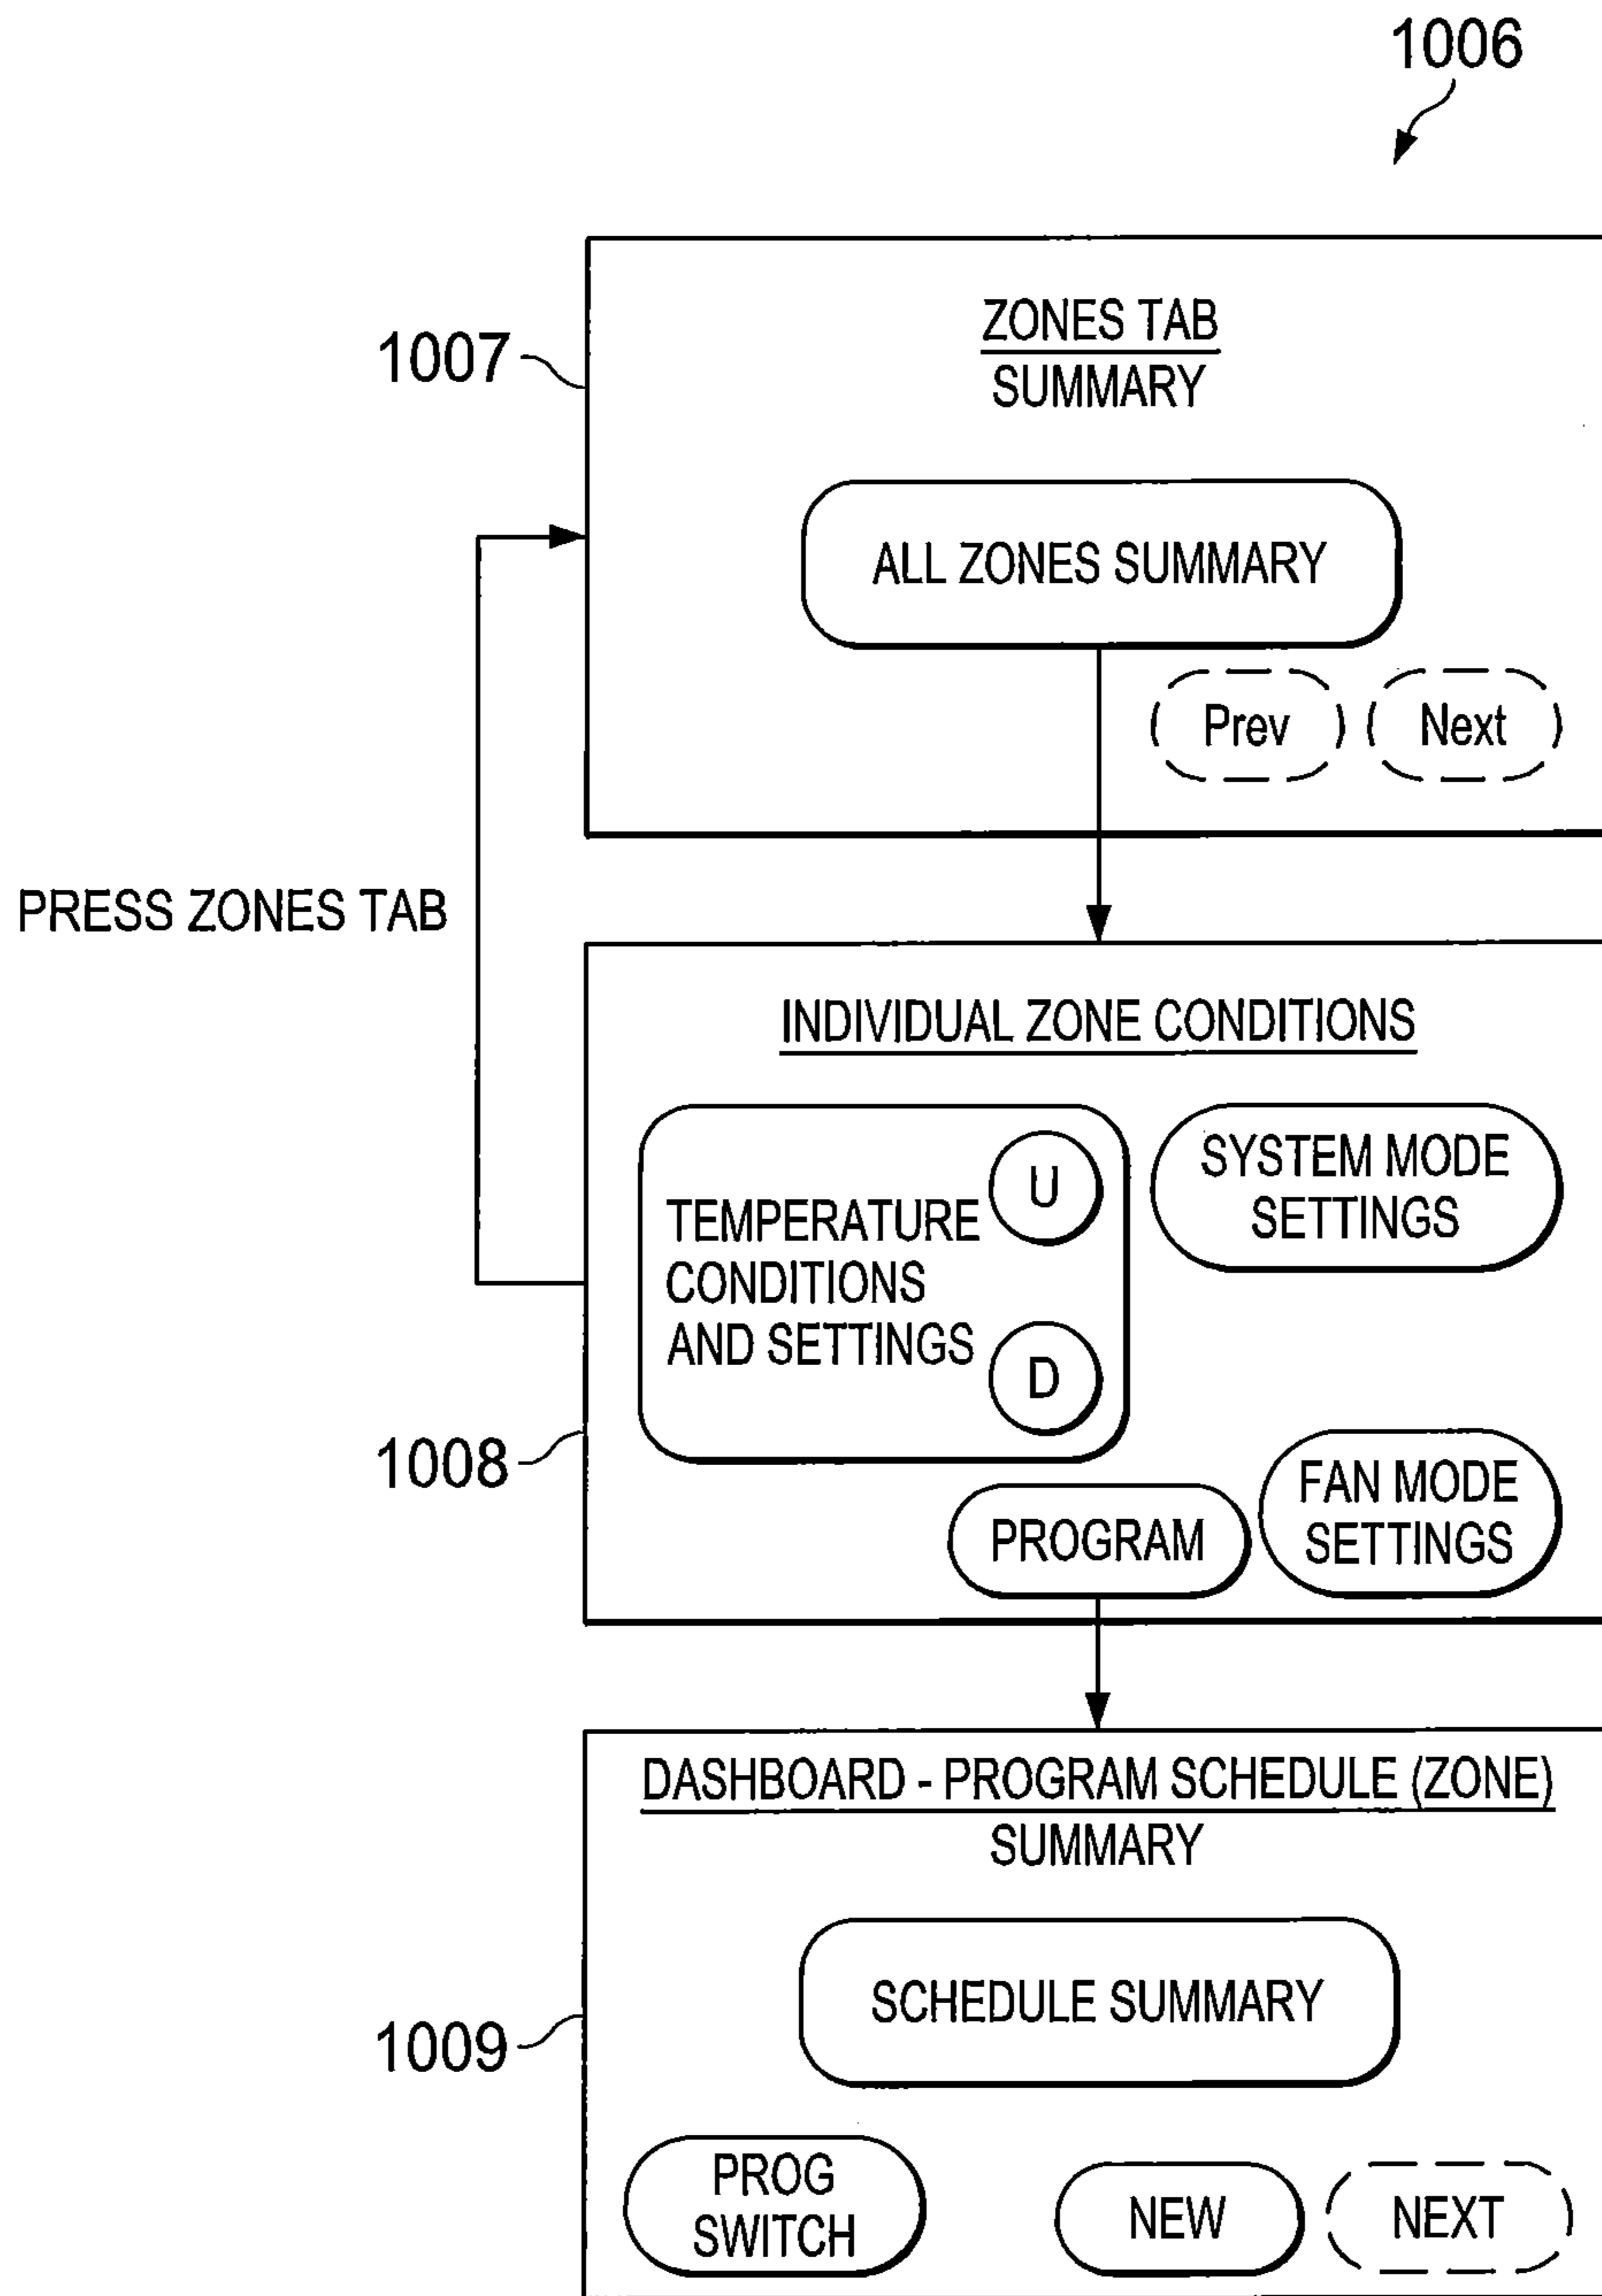 1006
1007
ZONES TAB
SUMMARY
ALL ZONES SUMMARY
Prev
Next
PRESS ZONES TAB
INDIVIDUAL ZONE CONDITIONS
TEMPERATURE
CONDITIONS
AND SETTINGS
U
D
SYSTEM MODE
SETTINGS
1008
PROGRAM
FAN MODE
SETTINGS
DASHBOARD - PROGRAM SCHEDULE (ZONE)
SUMMARY
SCHEDULE SUMMARY
1009
PROG
SWITCH
NEW
NEXT